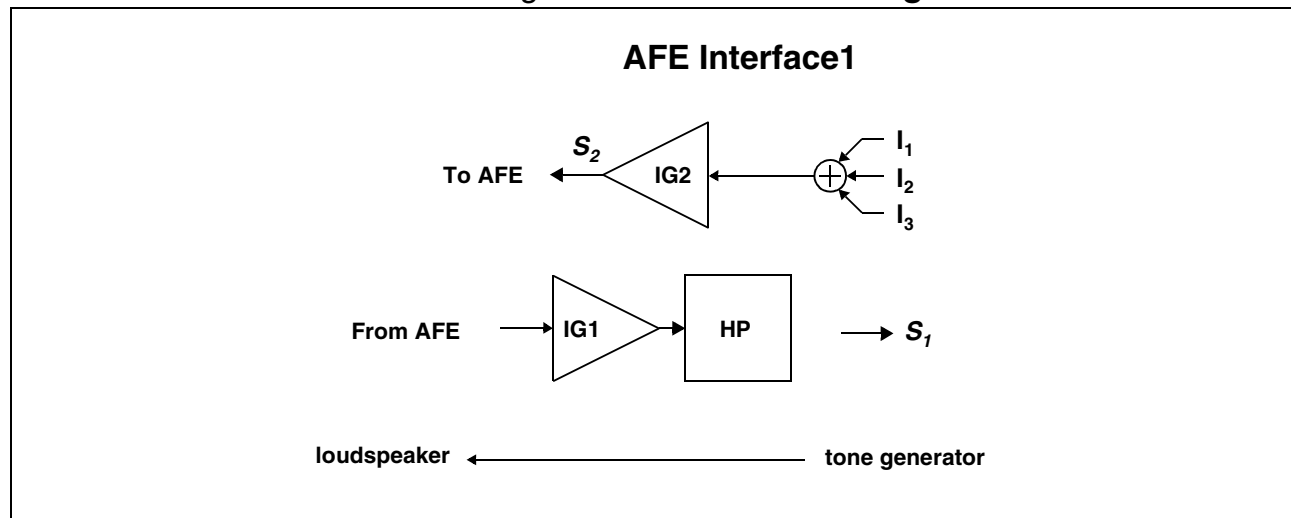 AFE Interface1
I1
S2
To AFE
IG2
I2
I3
From AFE
IG1
HP
S1
loudspeaker
tone generator